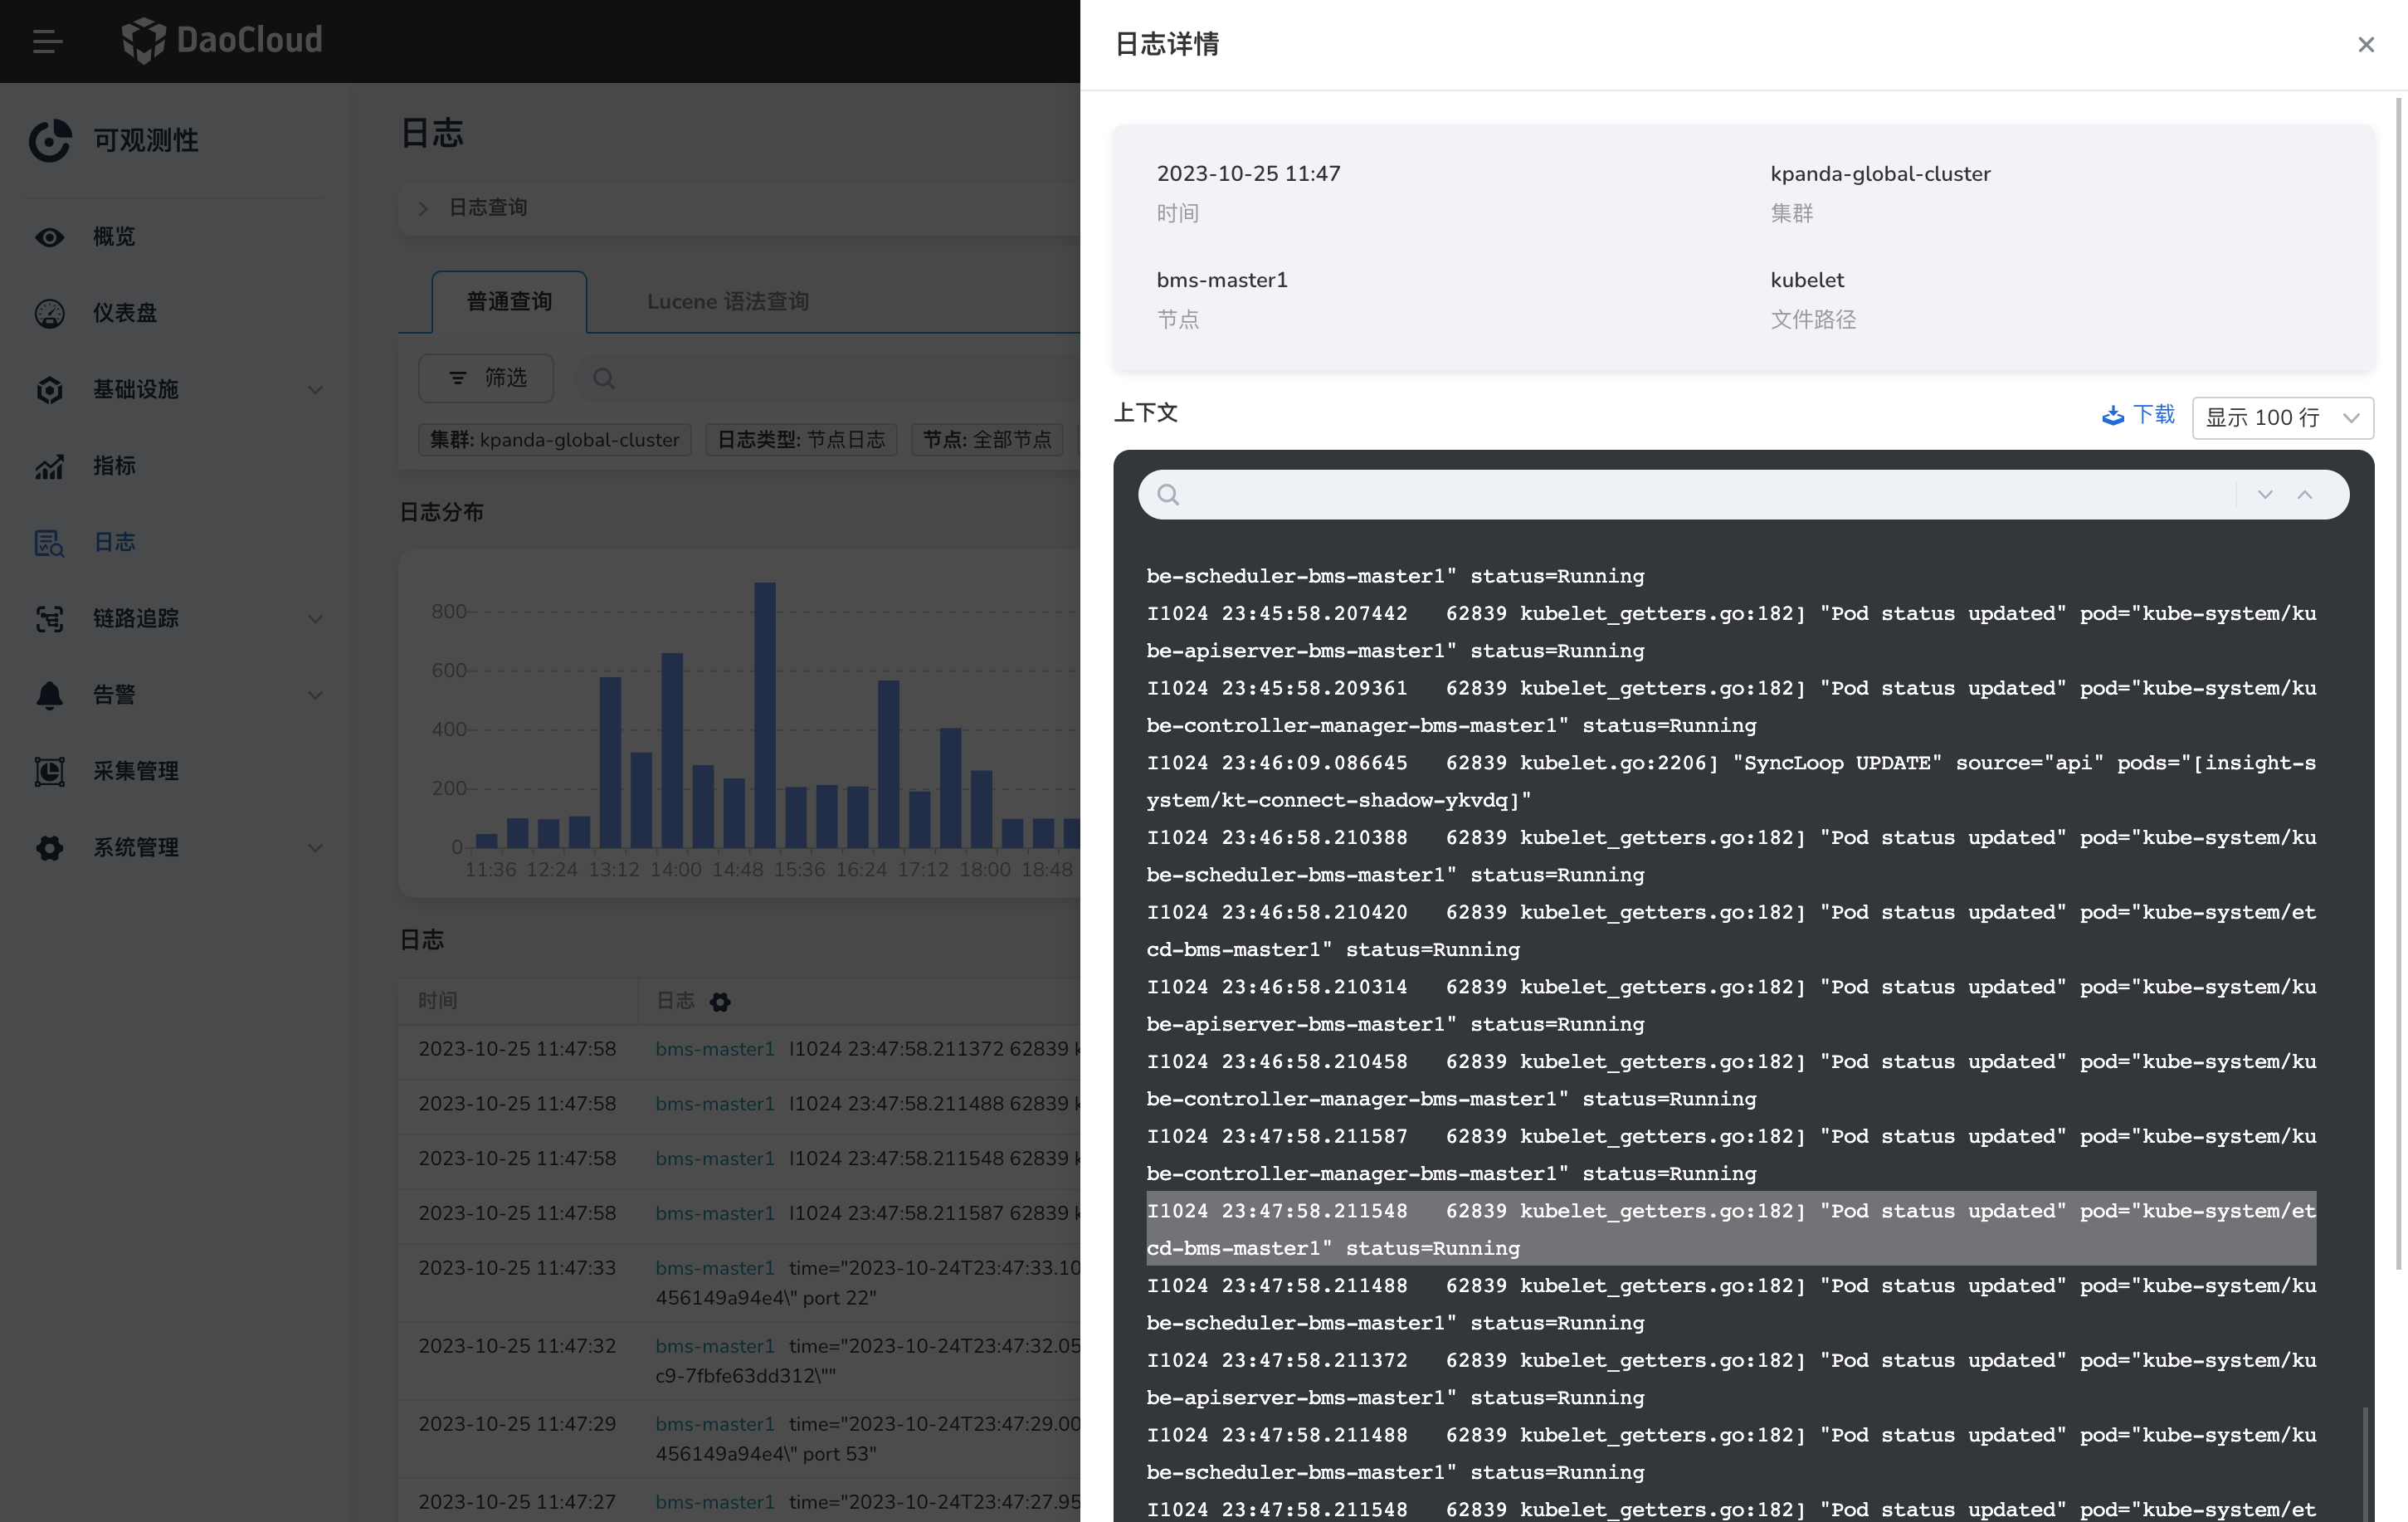 DaoCloud
可观测性
概览
仪表盘
基础设施
指标
日志
链路追踪
告警
采集管理
系统管理
日志
日志查询
普通查询
Lucene 语法查询
筛选
集群: kpanda-global-cluster
日志类型: 节点日志
节点: 全部节点
日志分布
800
600
400
200
0
11:36 12:24 13:12 14:00 14:48 15:36 16:24 17:12 18:00 18:48
日志
时间 日志
2023-10-25 11:47:58 bms-master1 I1024 23:47:58.211372 62839
2023-10-25 11:47:58 bms-master1 I1024 23:47:58.211488 62839
2023-10-25 11:47:58 bms-master1 I1024 23:47:58.211548 62839
2023-10-25 11:47:58 bms-master1 I1024 23:47:58.211587 62839
2023-10-25 11:47:33 bms-master1 time="2023-10-24T23:47:33.10
456149a94e4\" port 22"
2023-10-25 11:47:32 bms-master1 time="2023-10-24T23:47:32.05
c9-7fbfe63dd312\""
2023-10-25 11:47:29 bms-master1 time="2023-10-24T23:47:29.00
456149a94e4\" port 53"
2023-10-25 11:47:27 bms-master1 time="2023-10-24T23:47:27.95
日志详情
2023-10-25 11:47
时间
kpanda-global-cluster
集群
bms-master1
节点
kubelet
文件路径
上下文
下载
显示 100 行
be-scheduler-bms-master1" status=Running
I1024 23:45:58.207442   62839 kubelet_getters.go:182] "Pod status updated" pod="kube-system/ku
be-apiserver-bms-master1" status=Running
I1024 23:45:58.209361   62839 kubelet_getters.go:182] "Pod status updated" pod="kube-system/ku
be-controller-manager-bms-master1" status=Running
I1024 23:46:09.086645   62839 kubelet.go:2206] "SyncLoop UPDATE" source="api" pods="[insight-s
ystem/kt-connect-shadow-ykvdq]"
I1024 23:46:58.210388   62839 kubelet_getters.go:182] "Pod status updated" pod="kube-system/ku
be-scheduler-bms-master1" status=Running
I1024 23:46:58.210420   62839 kubelet_getters.go:182] "Pod status updated" pod="kube-system/et
cd-bms-master1" status=Running
I1024 23:46:58.210314   62839 kubelet_getters.go:182] "Pod status updated" pod="kube-system/ku
be-apiserver-bms-master1" status=Running
I1024 23:46:58.210458   62839 kubelet_getters.go:182] "Pod status updated" pod="kube-system/ku
be-controller-manager-bms-master1" status=Running
I1024 23:47:58.211587   62839 kubelet_getters.go:182] "Pod status updated" pod="kube-system/ku
be-controller-manager-bms-master1" status=Running
I1024 23:47:58.211548   62839 kubelet_getters.go:182] "Pod status updated" pod="kube-system/et
cd-bms-master1" status=Running
I1024 23:47:58.211488   62839 kubelet_getters.go:182] "Pod status updated" pod="kube-system/ku
be-scheduler-bms-master1" status=Running
I1024 23:47:58.211372   62839 kubelet_getters.go:182] "Pod status updated" pod="kube-system/ku
be-apiserver-bms-master1" status=Running
I1024 23:47:58.211488   62839 kubelet_getters.go:182] "Pod status updated" pod="kube-system/ku
be-scheduler-bms-master1" status=Running
I1024 23:47:58.211548   62839 kubelet_getters.go:182] "Pod status updated" pod="kube-system/et